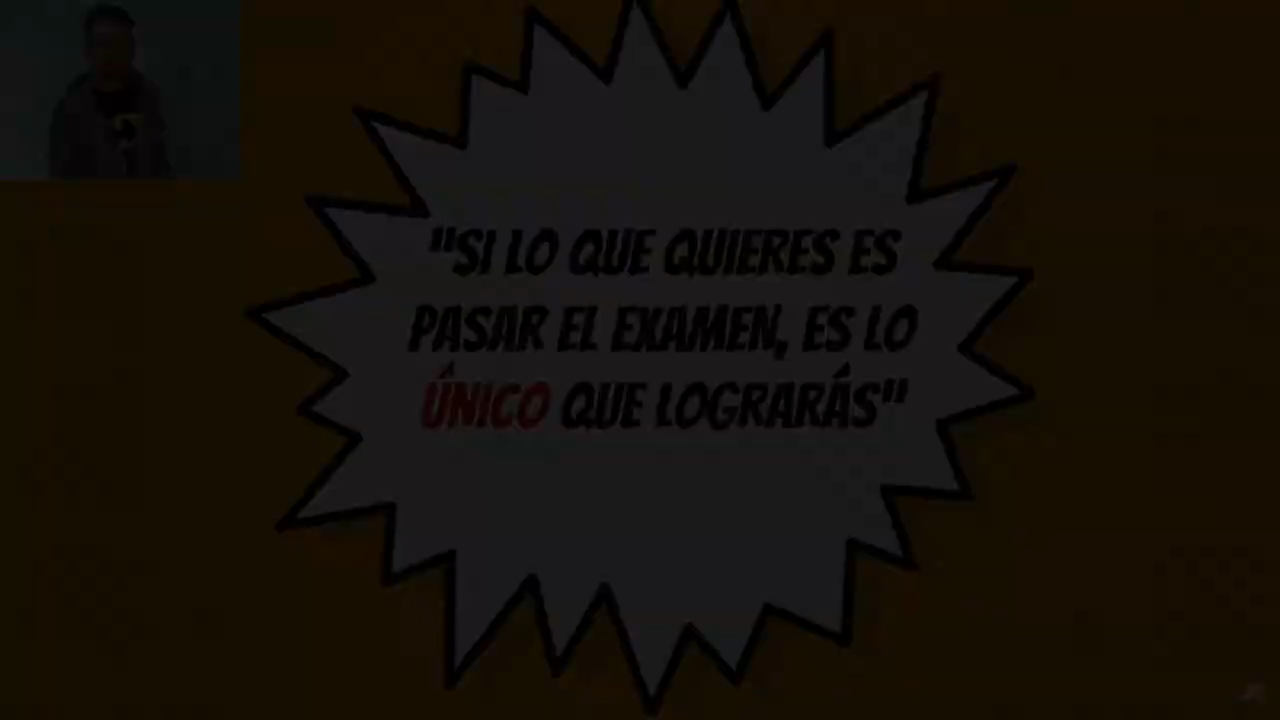 "SI LO QUE QUIERES ES
PASAR EL EXAMEN, ES LO
ÚNICO QUE LOGRARÁS"